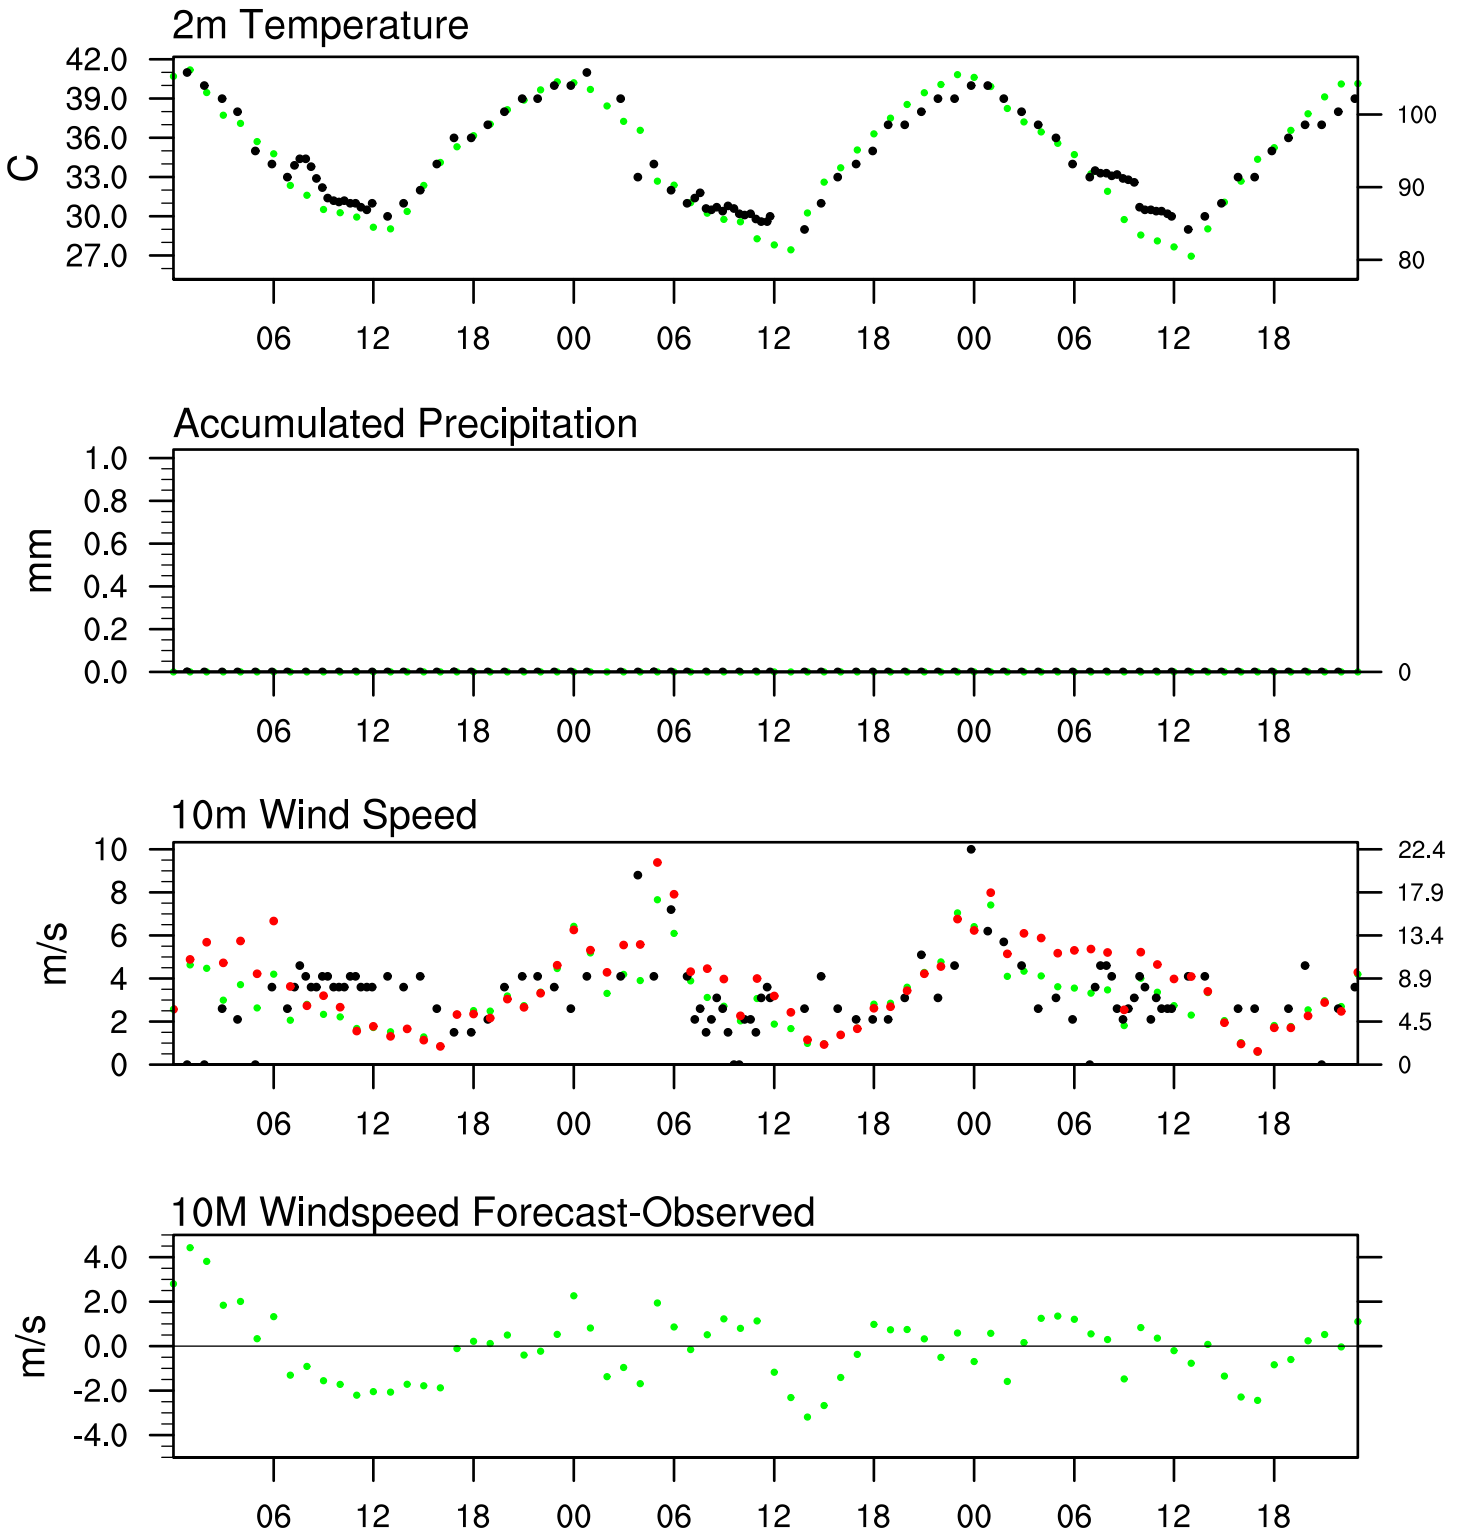 2m Temperature
42.0
39.0
36.0
33.0
30.0
27.0
C
100
90
80
06 12 18 00 06 12 18 00 06 12 18
Accumulated Precipitation
1.0
0.8
0.6
0.4
0.2
0.0
mm
0
06 12 18 00 06 12 18 00 06 12 18
10m Wind Speed
10
8
6
4
2
0
m/s
22.4
17.9
13.4
8.9
4.5
0
06 12 18 00 06 12 18 00 06 12 18
10M Windspeed Forecast-Observed
4.0
2.0
0.0
-2.0
-4.0
m/s
06 12 18 00 06 12 18 00 06 12 18